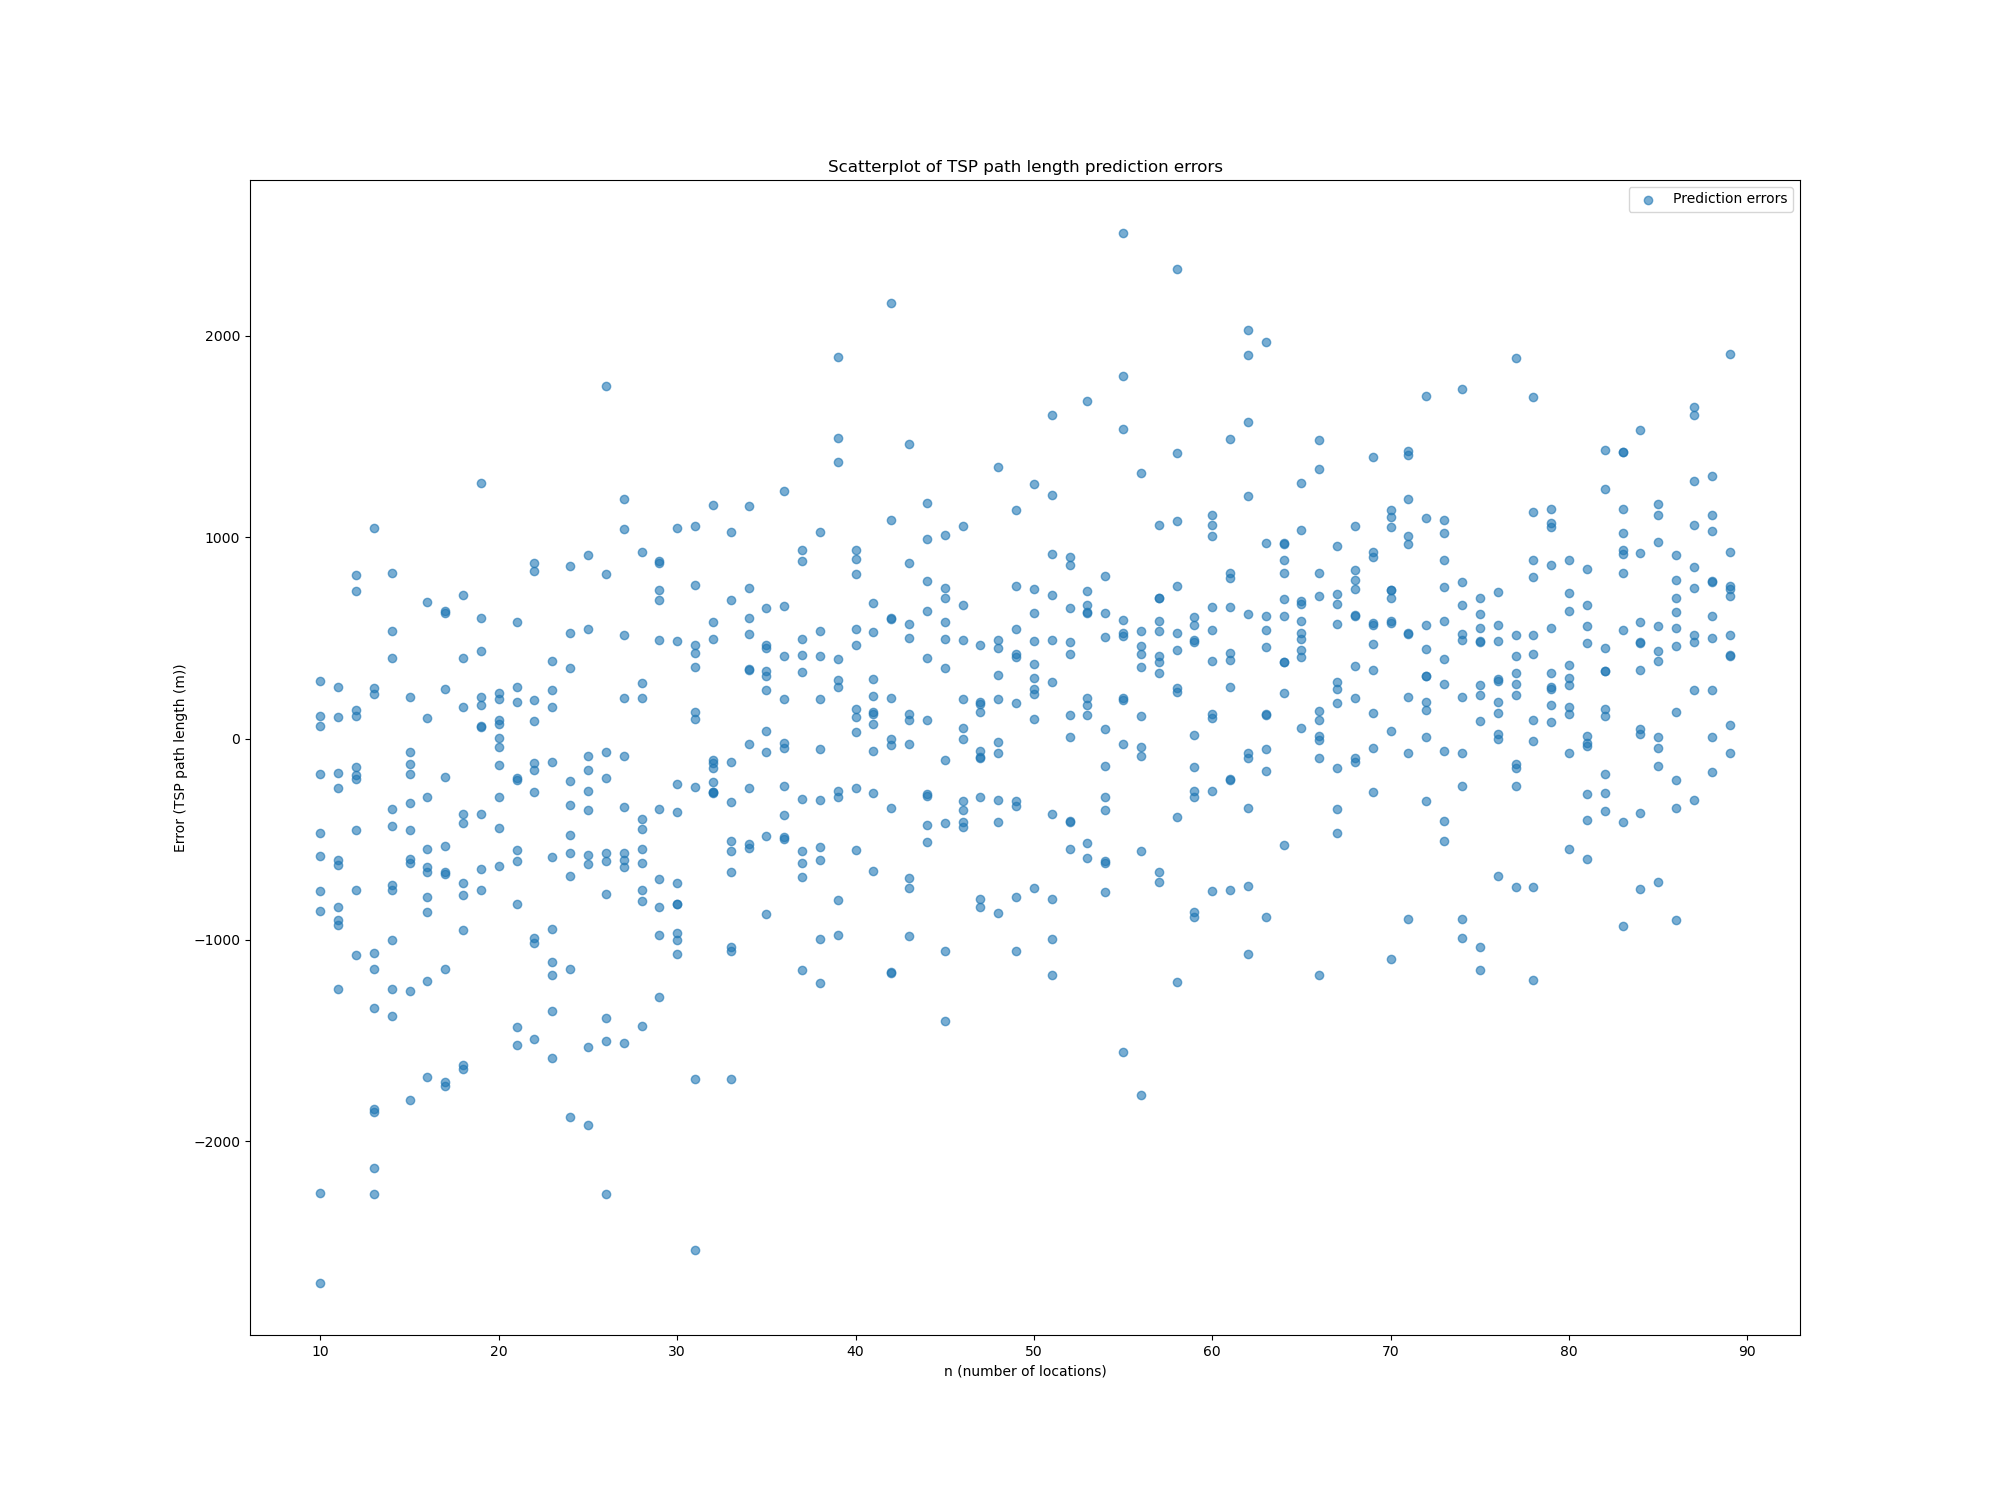 Scatterplot of TSP path length prediction errors
Prediction errors
2000
1000
0
−1000
−2000
Error (TSP path length (m))
10 20 30 40 50 60 70 80 90
n (number of locations)